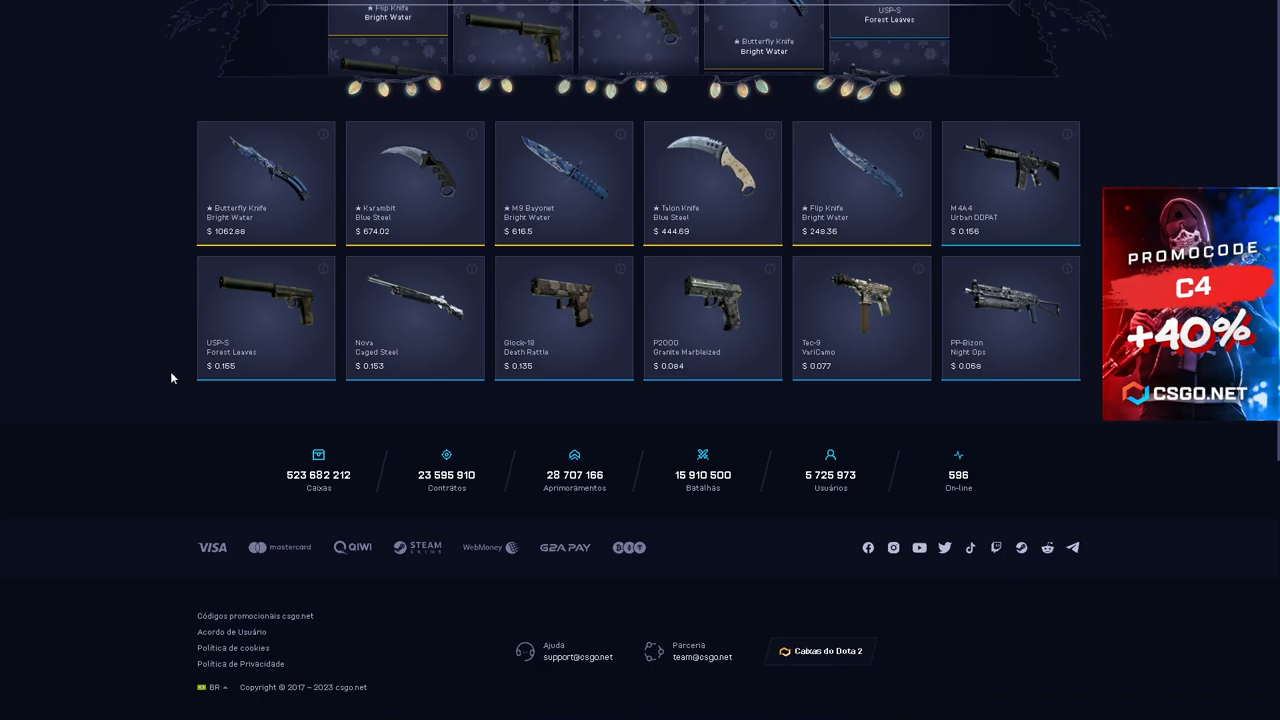 ★ Flip Knife
Bright Water
★ Butterfly Knife
Bright Water
USP-S
Forest Leaves
★ Butterfly Knife
Bright Water
$ 1062.88
★ Karambit
Blue Steel
$ 674.02
★ M9 Bayonet
Bright Water
$ 616.5
★ Talon Knife
Blue Steel
$ 444.69
★ Flip Knife
Bright Water
$ 248.36
M4A4
Urban DDPAT
$ 0.156
USP-S
Forest Leaves
$ 0.155
Nova
Caged Steel
$ 0.153
Glock-18
Death Rattle
$ 0.135
P2000
Granite Marbleized
$ 0.084
Tec-9
VariCamo
$ 0.077
PP-Bizon
Night Ops
$ 0.068
PROMOCODE
C4
+40%
CSGO.NET
523 682 212
Caixas
23 595 910
Contratos
28 707 166
Aprimoramentos
15 910 500
Batalhas
5 725 973
Usuários
596
On-line
VISA
mastercard
QIWI
STEAM
SKINS
WebMoney
G2A PAY
Códigos promocionais csgo.net
Acordo de Usuário
Política de cookies
Política de Privacidade
BR
Copyright © 2017 – 2023 csgo.net
Ajuda
support@csgo.net
Parceria
team@csgo.net
Caixas do Dota 2